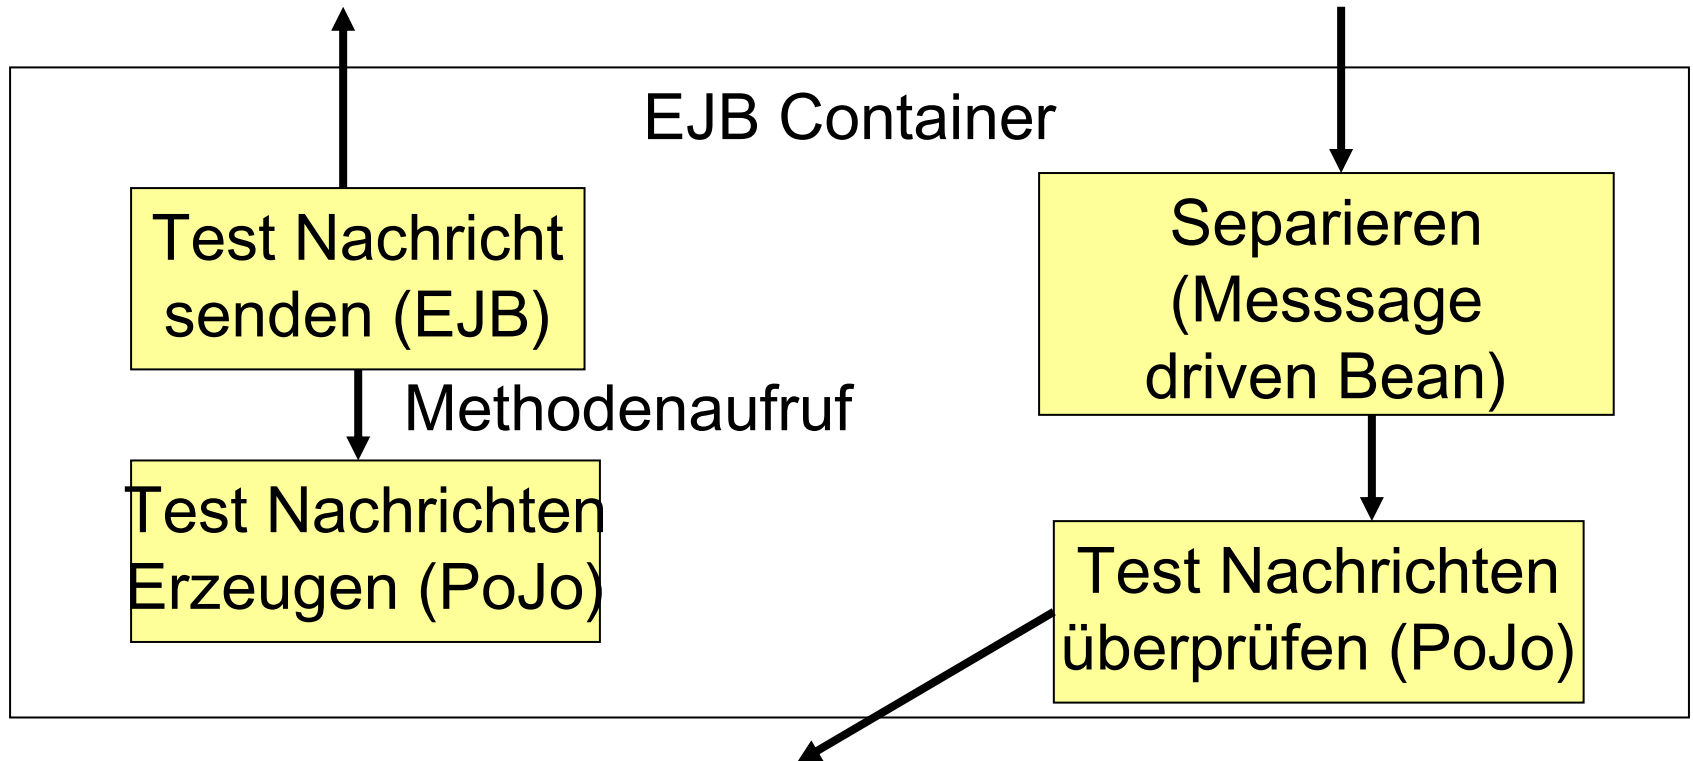 EJB Container
Test Nachricht
senden (EJB)
Methodenaufruf
Test Nachrichten
Erzeugen (PoJo)
Separieren
(Messsage
driven Bean)
Test Nachrichten
überprüfen (PoJo)